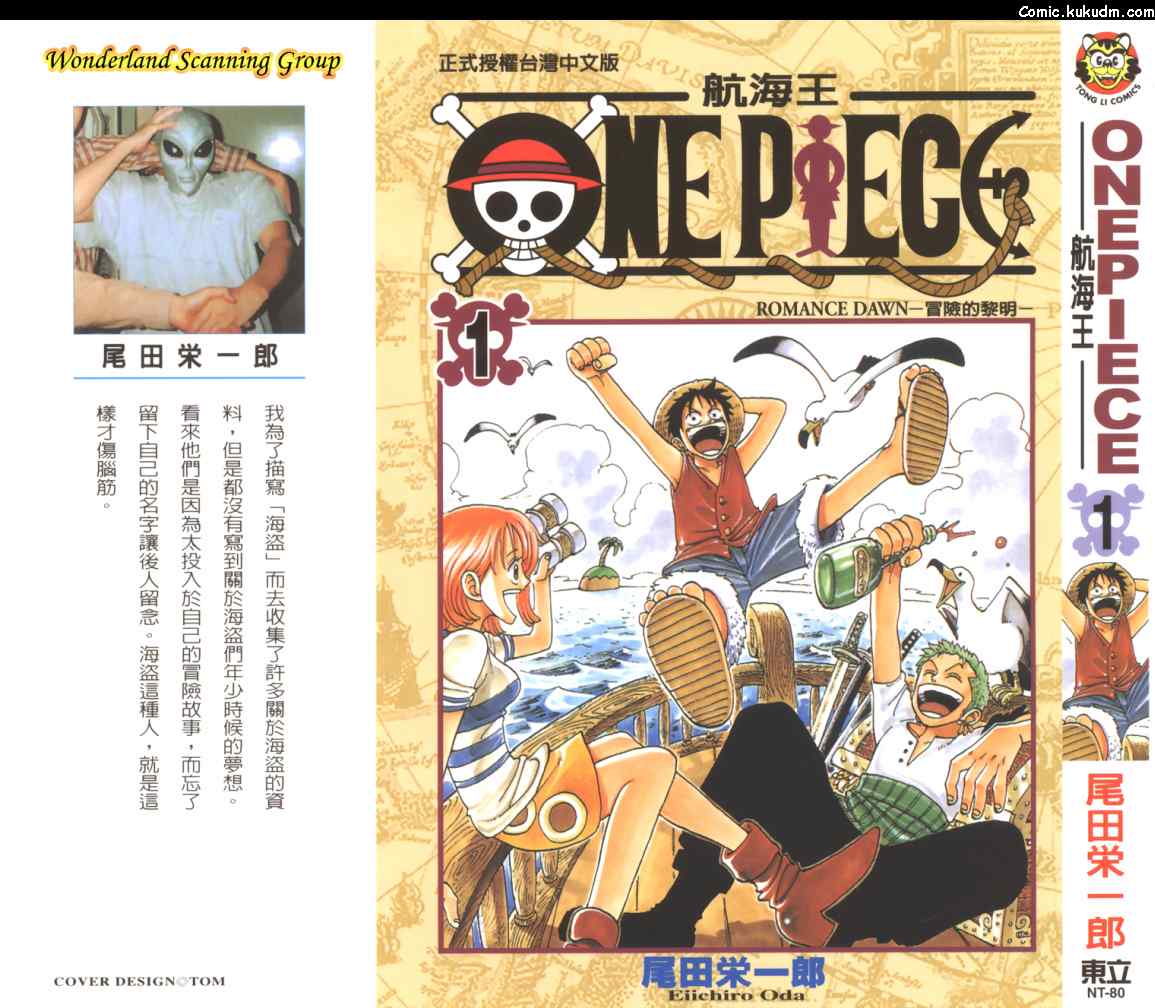 Comic.kukudm.com
Wonderland Scanning Group
尾田栄一郎
我為了描寫「海盜」而去收集了許多關於海盜的資
料，但是都沒有寫到關於海盜們年少時候的夢想。
看來他們是因為太投入於自己的冒險故事，而忘了
留下自己的名字讓後人留念。海盜這種人，就是這
樣才傷腦筋。
COVER DESIGN◎TOM
正式授權台灣中文版
航海王
ONE PIECE
ROMANCE DAWN—冒險的黎明—
1
尾田栄一郎
Eiichiro Oda
TONG LI COMICS
ONE PIECE
航海王
1
尾田栄一郎
東立
NT-80